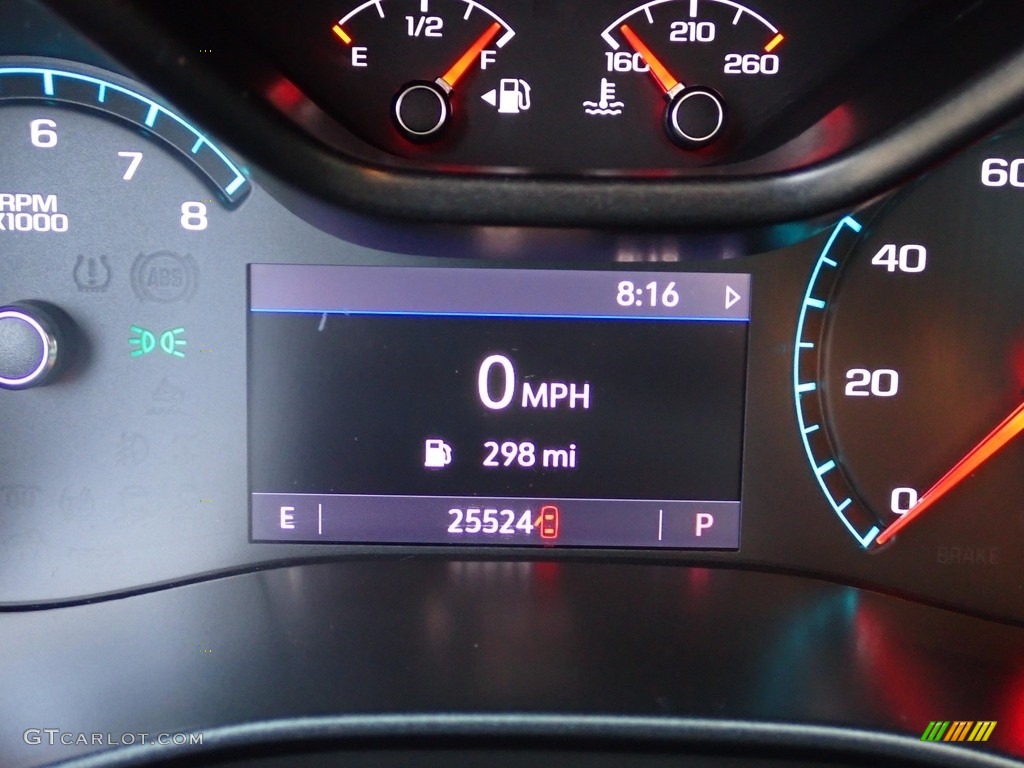 1/2
E
F
160
210
260
6
7
8
RPM
X1000
ABS
8:16
0 MPH
298 mi
E
25524
P
60
40
20
0
BRAKE
GTCARLOT.COM